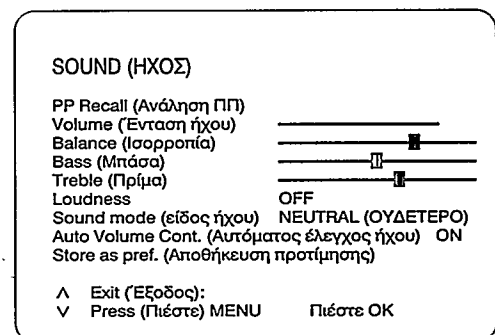 SOUND (ΗΧΟΣ)
PP Recall (Ανάληση ΠΠ)
Volume (Ένταση ήχου)
Balance (Ισορροπία)
Bass (Μπάσα)
Treble (Πρίμα)
Loudness OFF
Sound mode (είδος ήχου) NEUTRAL (ΟΥΔΕΤΕΡΟ)
Auto Volume Cont. (Αυτόματος έλεγχος ήχου) ON
Store as pref. (Αποθήκευση προτίμησης)
Λ Exit (Έξοδος):
V Press (Πιέστε) MENU Πιέστε OK